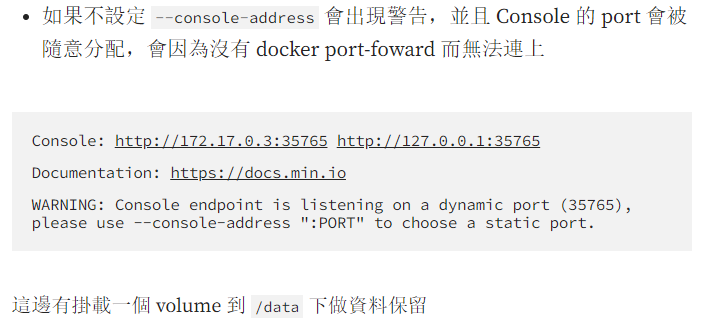 • 如果不設定 --console-address 會出現警告，並且 Console 的 port 會被
隨意分配，會因為沒有 docker port-foward 而無法連上
Console: http://172.17.0.3:35765 http://127.0.0.1:35765
Documentation: https://docs.min.io
WARNING: Console endpoint is listening on a dynamic port (35765),
please use --console-address ":PORT" to choose a static port.
這邊有掛載一個 volume 到 /data 下做資料保留